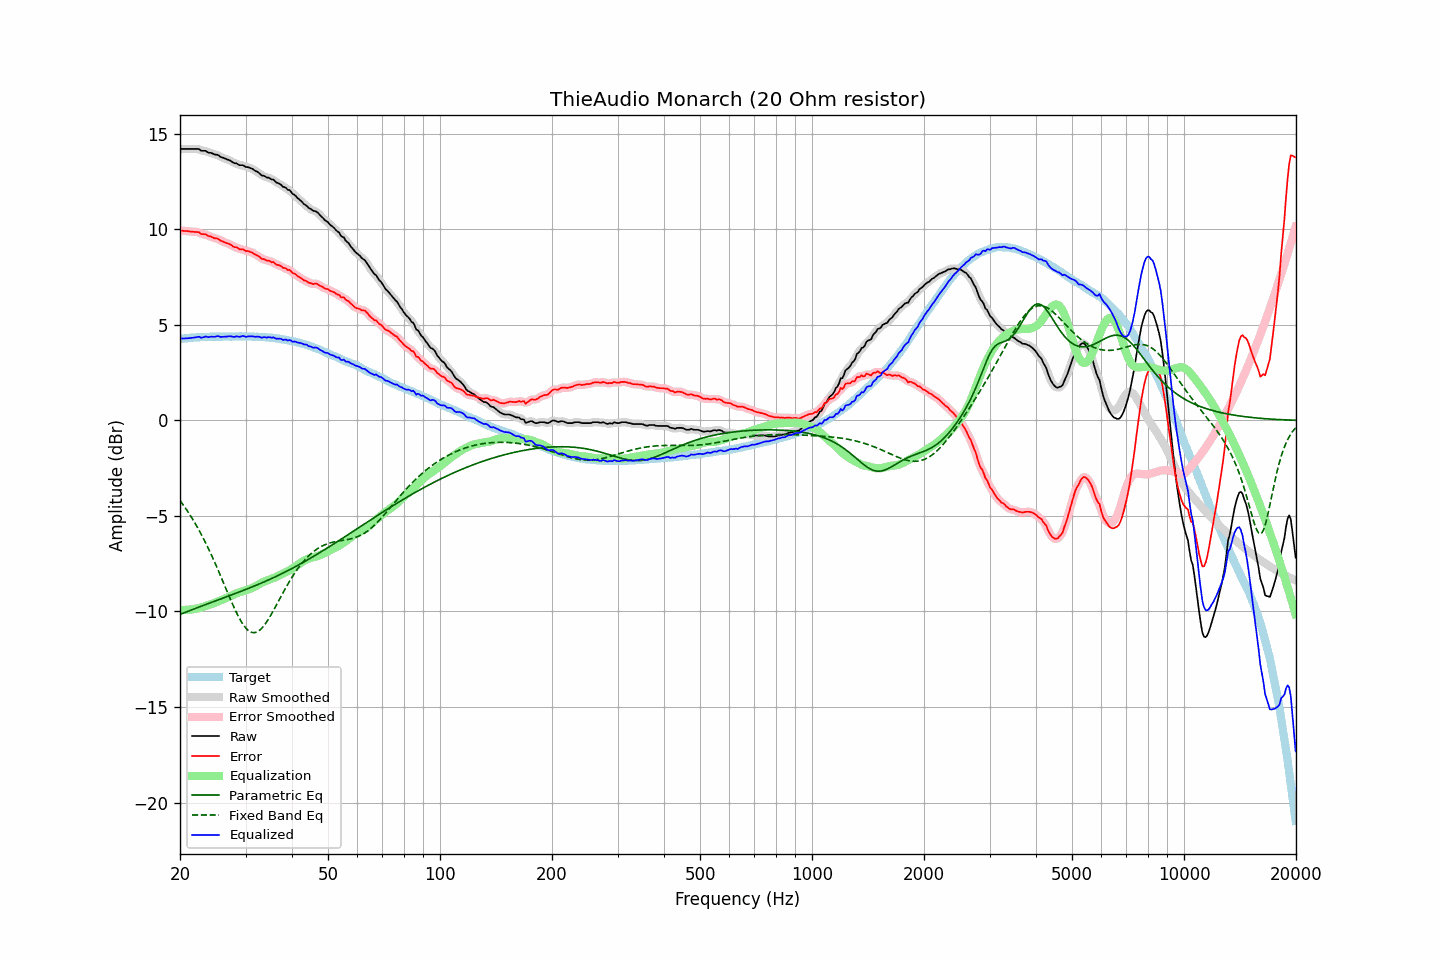 ThieAudio Monarch (20 Ohm resistor)
15
10
5
0
−5
−10
−15
−20
Amplitude (dBr)
Target
Raw Smoothed
Error Smoothed
Raw
Error
Equalization
Parametric Eq
Fixed Band Eq
Equalized
20 50 100 200 500 1000 2000 5000 10000 20000
Frequency (Hz)